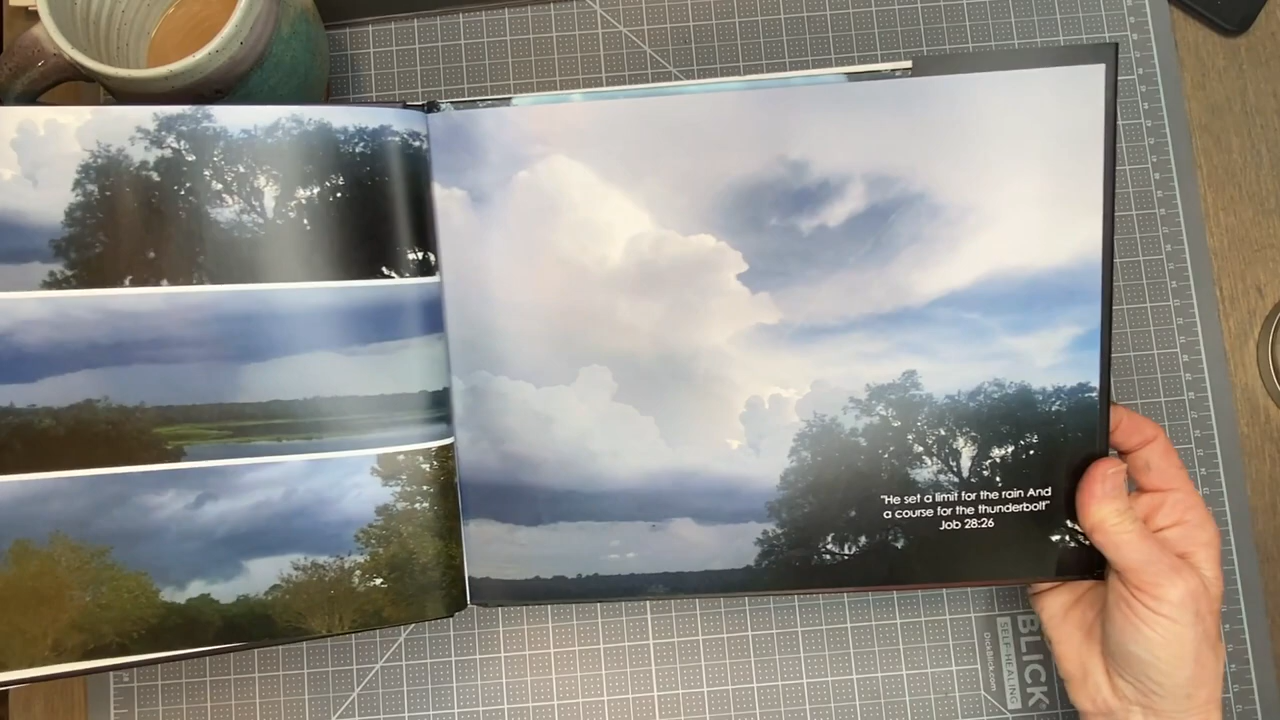 "He set a limit for the rain And
a course for the thunderbolt"
Job 28:26
BLICK
SELF-HEALING
DickBlick.com